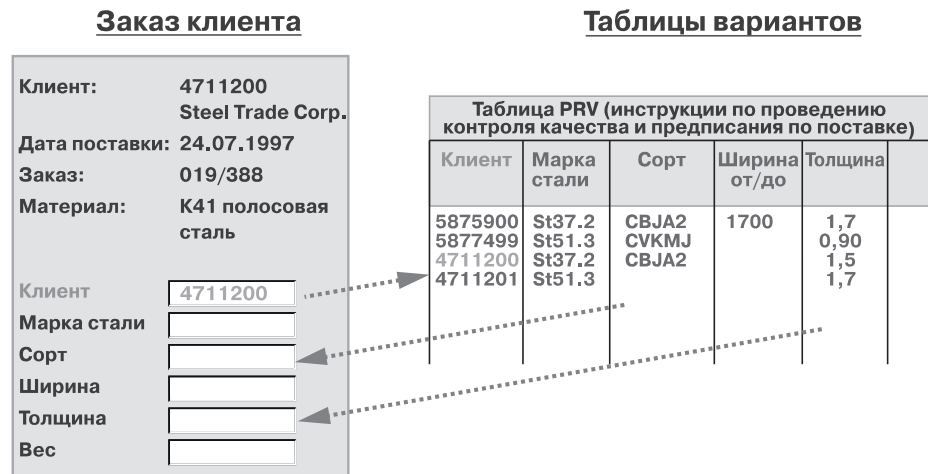 Заказ клиента
Таблицы вариантов
Клиент: 4711200
Steel Trade Corp.
Дата поставки: 24.07.1997
Заказ: 019/388
Материал: К41 полосовая
сталь
Клиент 4711200
Марка стали
Сорт
Ширина
Толщина
Вес
Таблица PRV (инструкции по проведению
контроля качества и предписания по поставке)
Клиент Марка Сорт Ширина Толщина
стали от/до
5875900 St37.2 CBJA2 1700 1,7
5877499 St51.3 CVKMJ 0,90
4711200 St37.2 CBJA2 1,5
4711201 St51.3 1,7